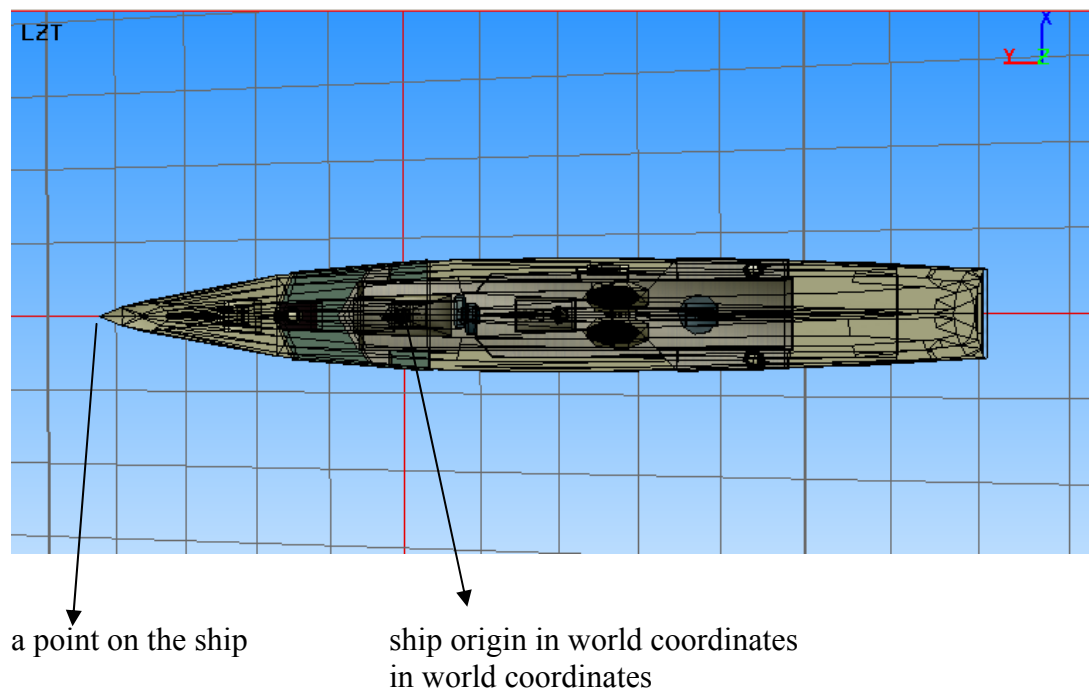 LZT
X
Y
Z
a point on the ship
ship origin in world coordinates
in world coordinates